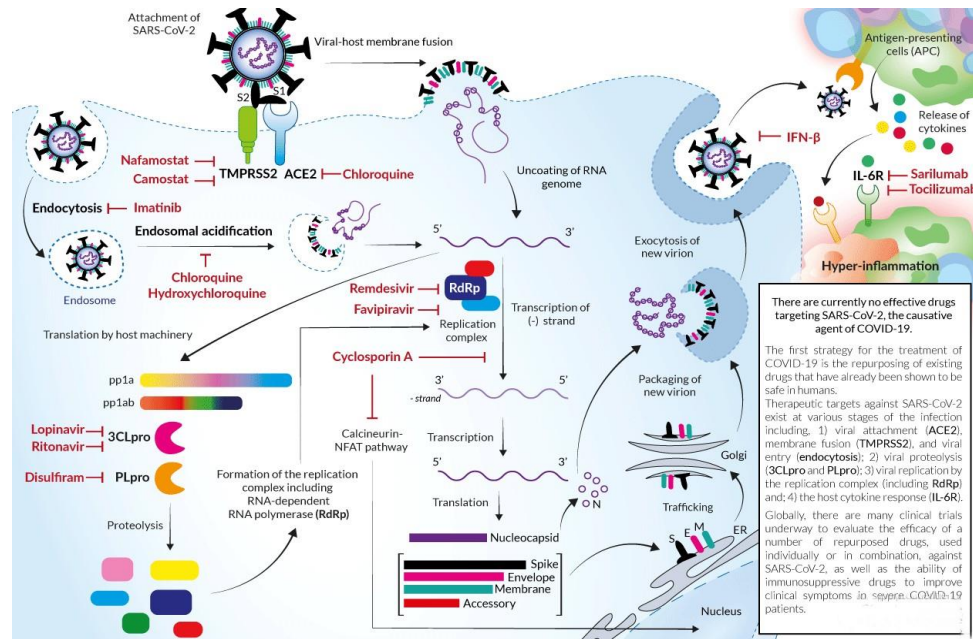 Attachment of
SARS-CoV-2
Viral-host membrane fusion
S2
S1
Nafamostat
Camostat
TMPRSS2
ACE2
Chloroquine
Endocytosis
Imatinib
Endosomal acidification
Chloroquine
Hydroxychloroquine
Endosome
Uncoating of RNA
genome
5'
3'
Translation by host machinery
Remdesivir
Favipiravir
RdRp
Replication
complex
Transcription of
(-) strand
Cyclosporin A
3'
5'
- strand
Calcineurin-
NFAT pathway
Transcription
5'
3'
Translation
pp1a
pp1ab
Lopinavir
Ritonavir
3CLpro
Disulfiram
PLpro
Proteolysis
Formation of the replication
complex including
RNA-dependent
RNA polymerase (RdRp)
Nucleocapsid
Spike
Envelope
Membrane
Accessory
N
Exocytosis of
new virion
Packaging of
new virion
Golgi
Trafficking
S
E
M
ER
Nucleus
IFN-β
Antigen-presenting
cells (APC)
Release of
cytokines
IL-6R
Sarilumab
Tocilizumab
Hyper-inflammation
There are currently no effective drugs
targeting SARS-CoV-2, the causative
agent of COVID-19.
The first strategy for the treatment of
COVID-19 is the repurposing of existing
drugs that have already been shown to be
safe in humans.
Therapeutic targets against SARS-CoV-2
exist at various stages of the infection
including, 1) viral attachment (ACE2),
membrane fusion (TMPRSS2), and viral
entry (endocytosis); 2) viral proteolysis
(3CLpro and PLpro); 3) viral replication by
the replication complex (including RdRp)
and; 4) the host cytokine response (IL-6R).
Globally, there are many clinical trials
underway to evaluate the efficacy of a
number of repurposed drugs, used
individually or in combination, against
SARS-CoV-2, as well as the ability of
immunosuppressive drugs to improve
clinical symptoms in severe COVID-19
patients.